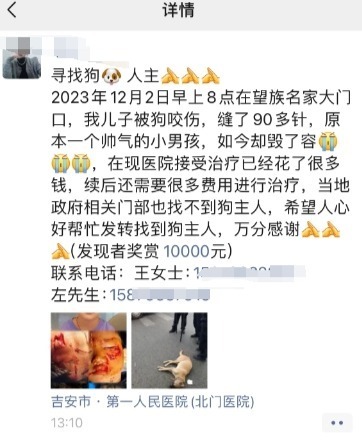 详情
寻找狗🐶 人主🙏🙏🙏
2023年12月2日早上8点在望族名家大门
口，我儿子被狗咬伤，缝了90多针，原
本一个帅气的小男孩，如今却毁了容😭
😭😭，在现医院接受治疗已经花了很多
钱，续后还需要很多费用进行治疗，当地
政府相关门部也找不到狗主人，希望人心
好帮忙发转找到狗主人，万分感谢🙏🙏
🙏(发现者奖赏 10000元)
联系电话：王女士：
左先生：
吉安市·第一人民医院(北门医院)
13:10